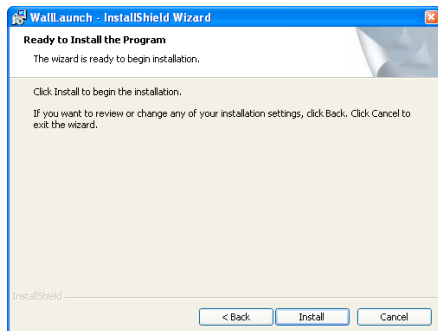 WallLaunch - InstallShield Wizard
Ready to Install the Program
The wizard is ready to begin installation.
Click Install to begin the installation.
If you want to review or change any of your installation settings, click Back. Click Cancel to
exit the wizard.
InstallShield
< Back Install Cancel